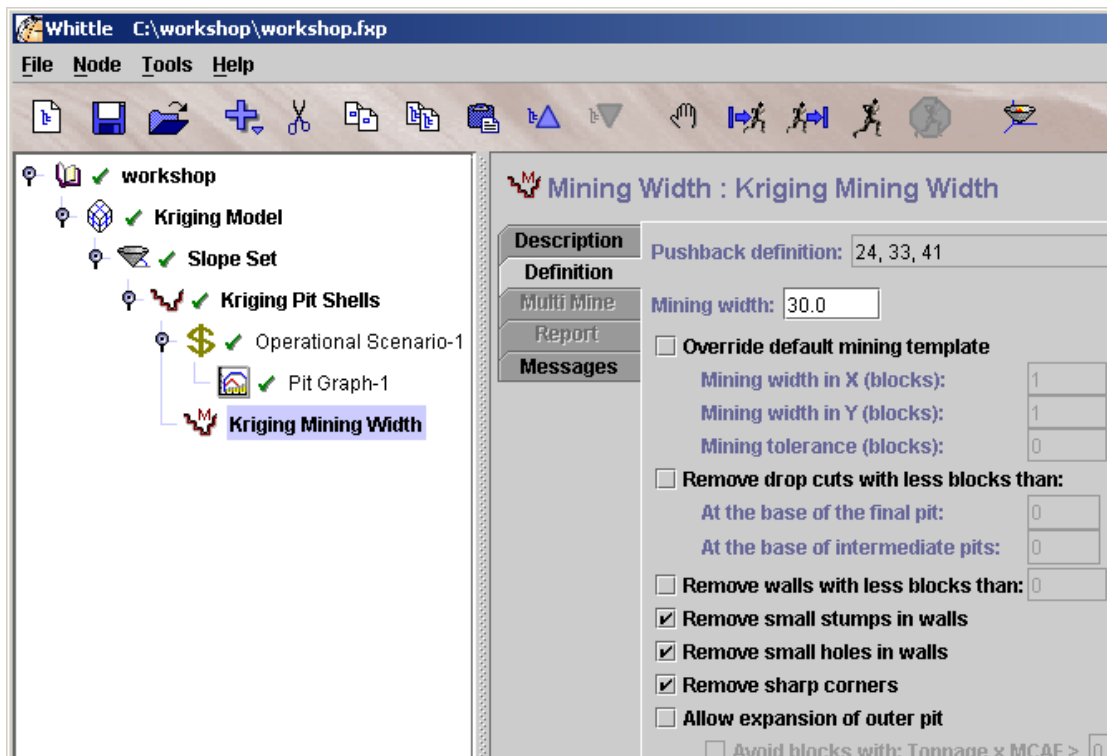 Whittle C:\workshop\workshop.fxp
File Node Tools Help
workshop
Kriging Model
Slope Set
Kriging Pit Shells
Operational Scenario-1
Pit Graph-1
Kriging Mining Width
Mining Width : Kriging Mining Width
Description
Definition
Multi Mine
Report
Messages
Pushback definition: 24, 33, 41
Mining width: 30.0
Override default mining template
Mining width in X (blocks): 1
Mining width in Y (blocks): 1
Mining tolerance (blocks): 0
Remove drop cuts with less blocks than:
At the base of the final pit: 0
At the base of intermediate pits: 0
Remove walls with less blocks than: 0
Remove small stumps in walls
Remove small holes in walls
Remove sharp corners
Allow expansion of outer pit
Avoid blocks with: Tonnage x MCAF > 0